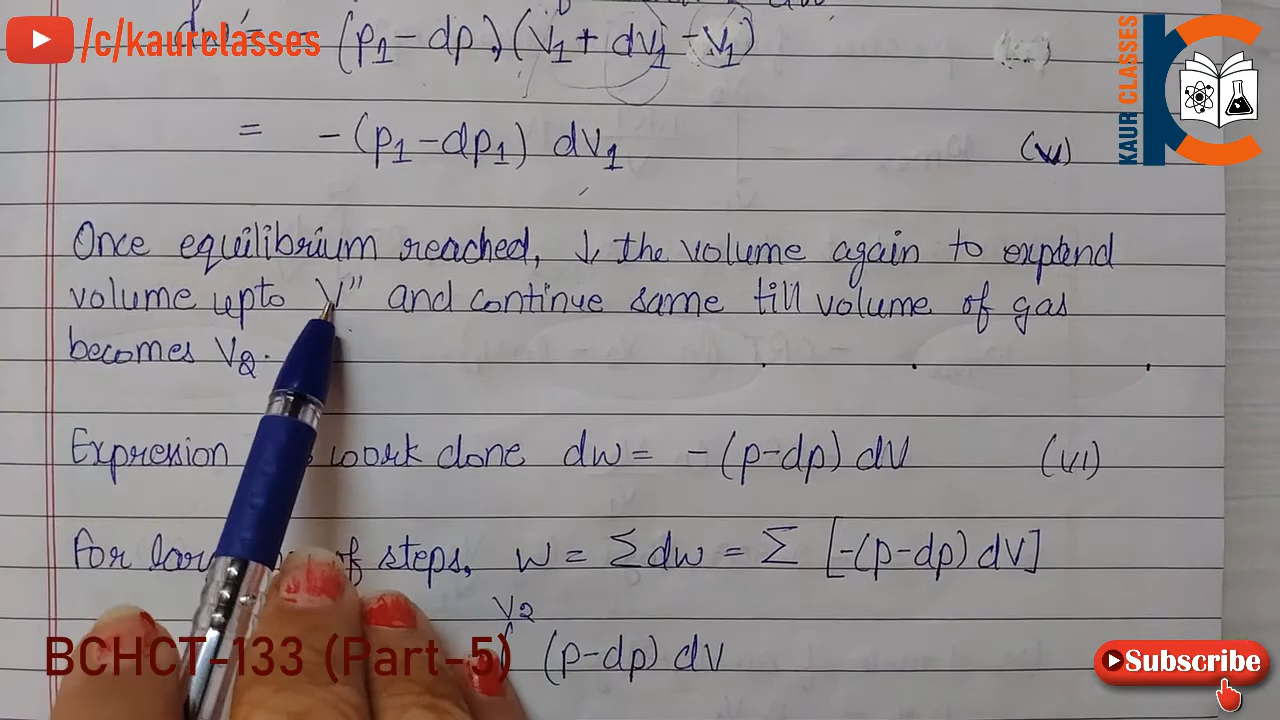 /c/kaurclasses
KAUR CLASSES
(p₁-dp₁)(V₁ + dV₁ - V₁)
= -(p₁-dp₁) dV₁ (v)
Once equilibrium reached, ↓ the volume again to expand
volume upto V" and continue same till volume of gas
becomes V₂.
Expression work done dw = -(p-dp) dV (VI)
For of steps, w = Σdw = Σ [-(p-dp) dV]
V₂
(p-dp) dV
BCHCT-133 (Part-5)
Subscribe